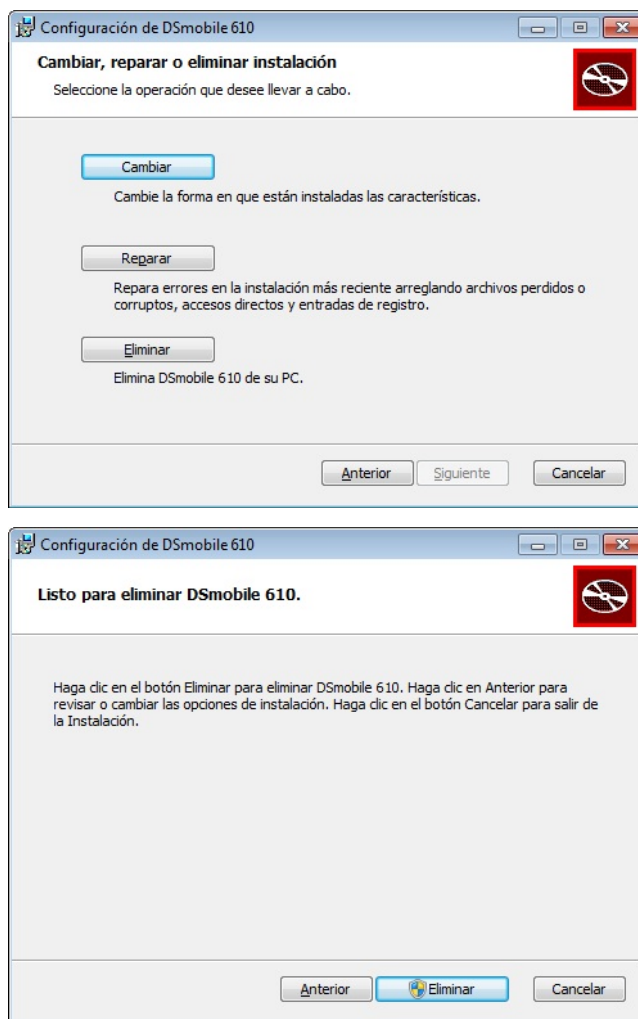 Configuración de DSmobile 610
Cambiar, reparar o eliminar instalación
Seleccione la operación que desee llevar a cabo.
Cambiar
Cambie la forma en que están instaladas las características.
Reparar
Repara errores en la instalación más reciente arreglando archivos perdidos o
corruptos, accesos directos y entradas de registro.
Eliminar
Elimina DSmobile 610 de su PC.
Anterior Siguiente Cancelar
Configuración de DSmobile 610
Listo para eliminar DSmobile 610.
Haga clic en el botón Eliminar para eliminar DSmobile 610. Haga clic en Anterior para
revisar o cambiar las opciones de instalación. Haga clic en el botón Cancelar para salir de
la Instalación.
Anterior Eliminar Cancelar